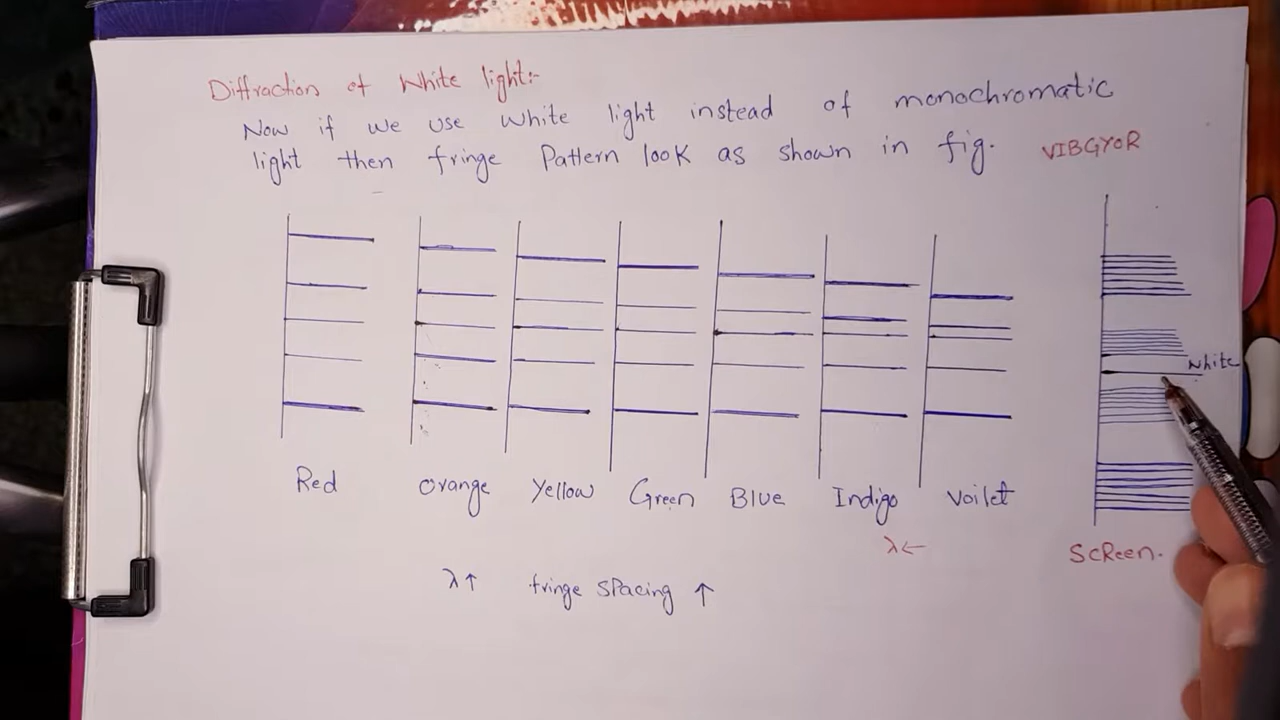 Diffraction of White light:-
Now if we use White light instead of monochromatic
light then fringe Pattern look as shown in fig. VIBGYOR
White
Red Orange Yellow Green Blue Indigo Voilet
λ← Screen.
λ↑ fringe Spacing ↑